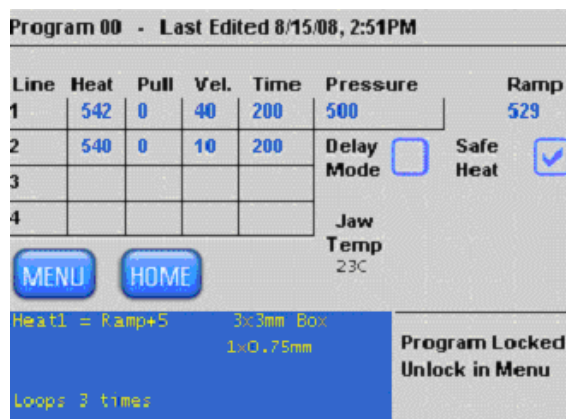 Program 00 - Last Edited 8/15/08, 2:51PM
Line Heat Pull Vel. Time Pressure Ramp
1 542 0 40 200 500 529
2 540 0 10 200 Delay Mode Safe Heat
3
4
Jaw
Temp
23C
MENU HOME
Heat1 = Ramp+5 3x3mm Box
1x0.75mm
Loops 3 times
Program Locked
Unlock in Menu